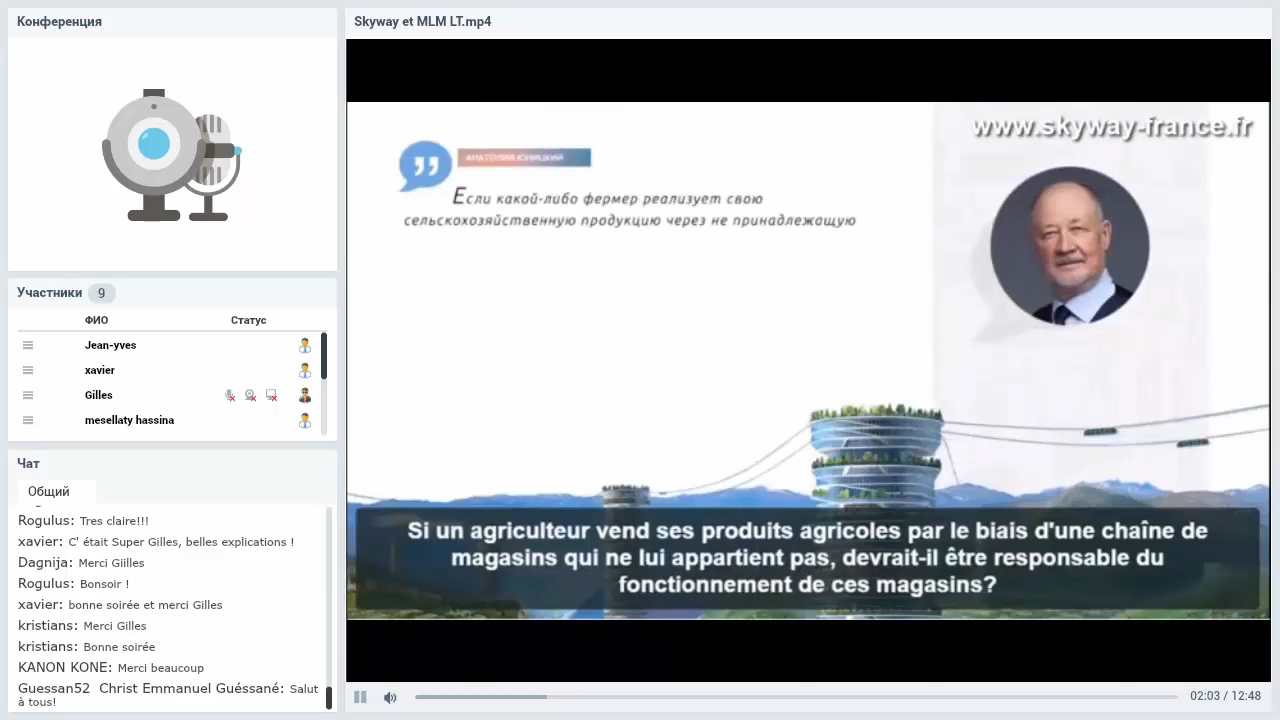 Конференция
Участники 9
ФИО Статус
Jean-yves
xavier
Gilles
mesellaty hassina
Чат
Общий
Rogulus: Tres claire!!!
xavier: C' était Super Gilles, belles explications !
Dagnija: Merci Giilles
Rogulus: Bonsoir !
xavier: bonne soirée et merci Gilles
kristians: Merci Gilles
kristians: Bonne soirée
KANON KONE: Merci beaucoup
Guessan52 Christ Emmanuel Guéssané: Salut
à tous!
Skyway et MLM LT.mp4
www.skyway-france.fr
АНАТОЛИЙ ЮНИЦКИЙ
Если какой-либо фермер реализует свою
сельскохозяйственную продукцию через не принадлежащую
Si un agriculteur vend ses produits agricoles par le biais d'une chaîne de
magasins qui ne lui appartient pas, devrait-il être responsable du
fonctionnement de ces magasins?
02:03 / 12:48